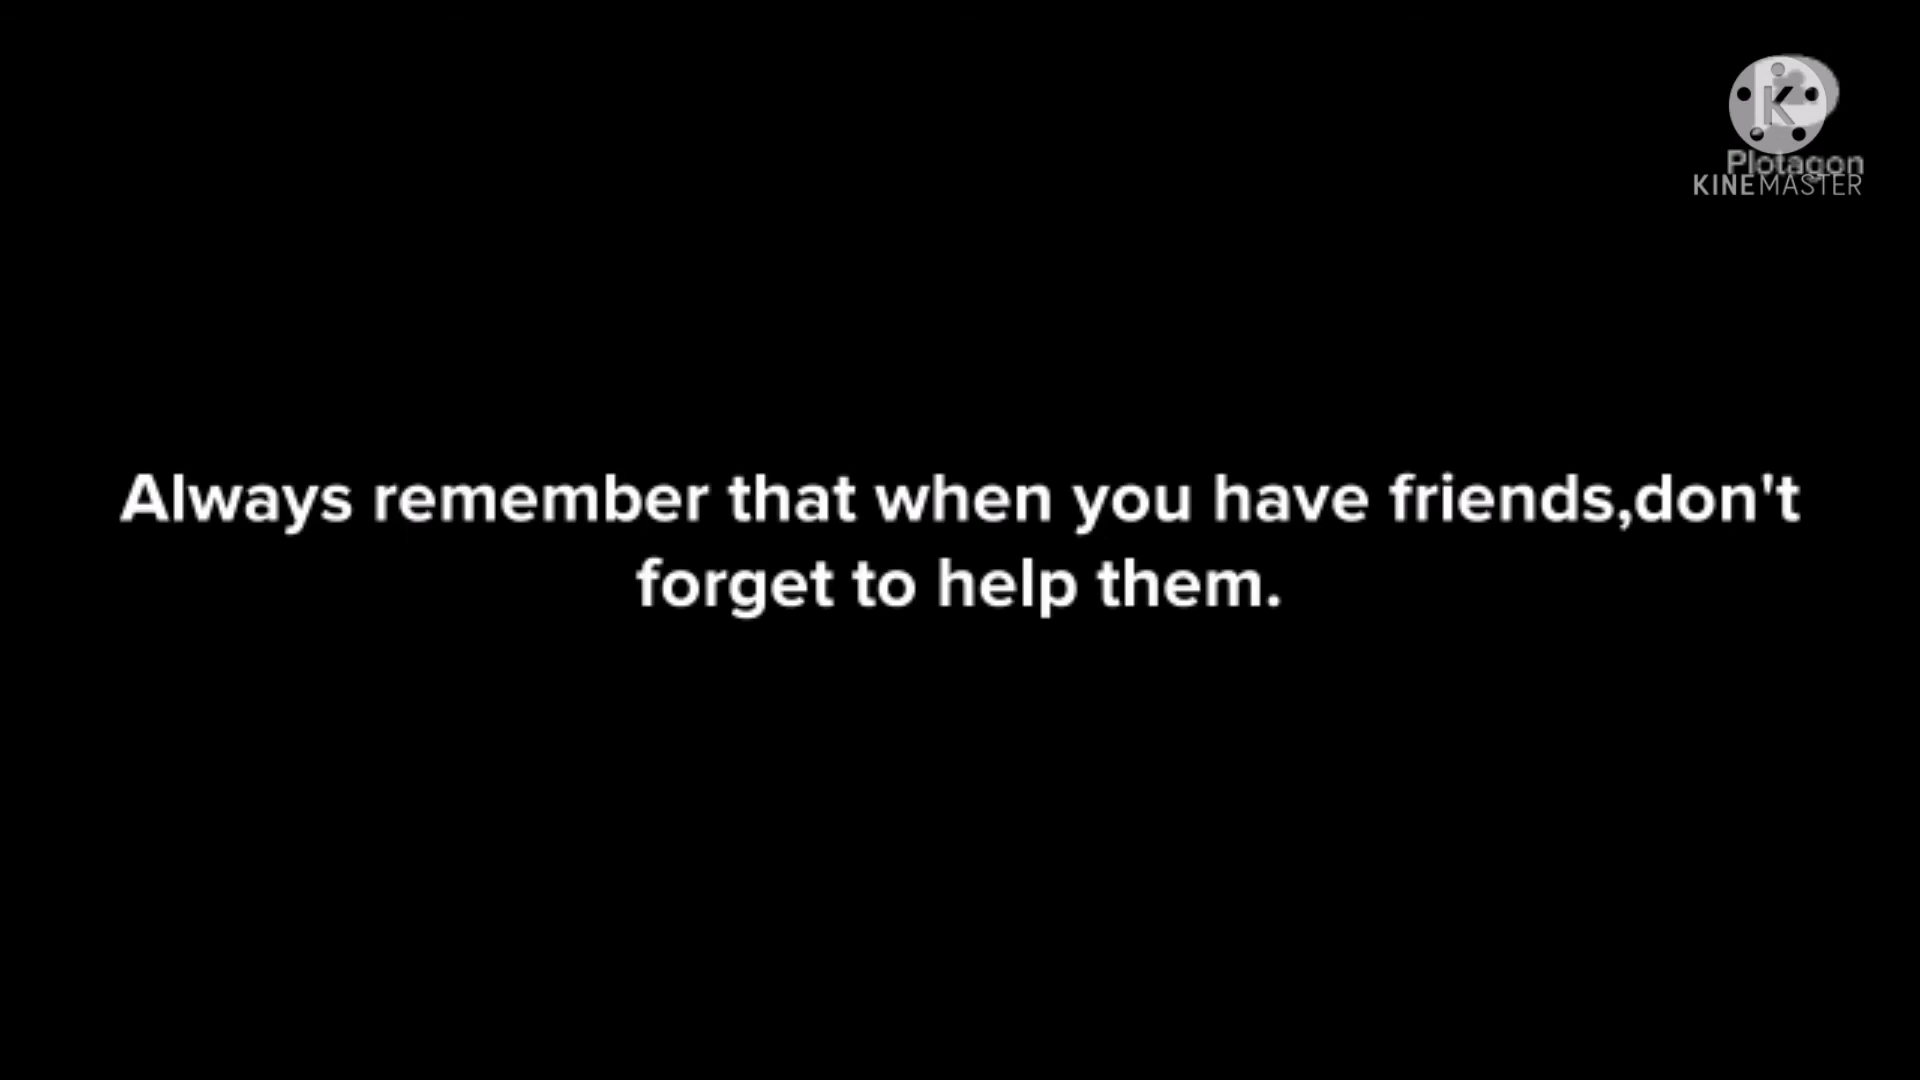 K
Plotagon
KINEMASTER
Always remember that when you have friends,don't
forget to help them.